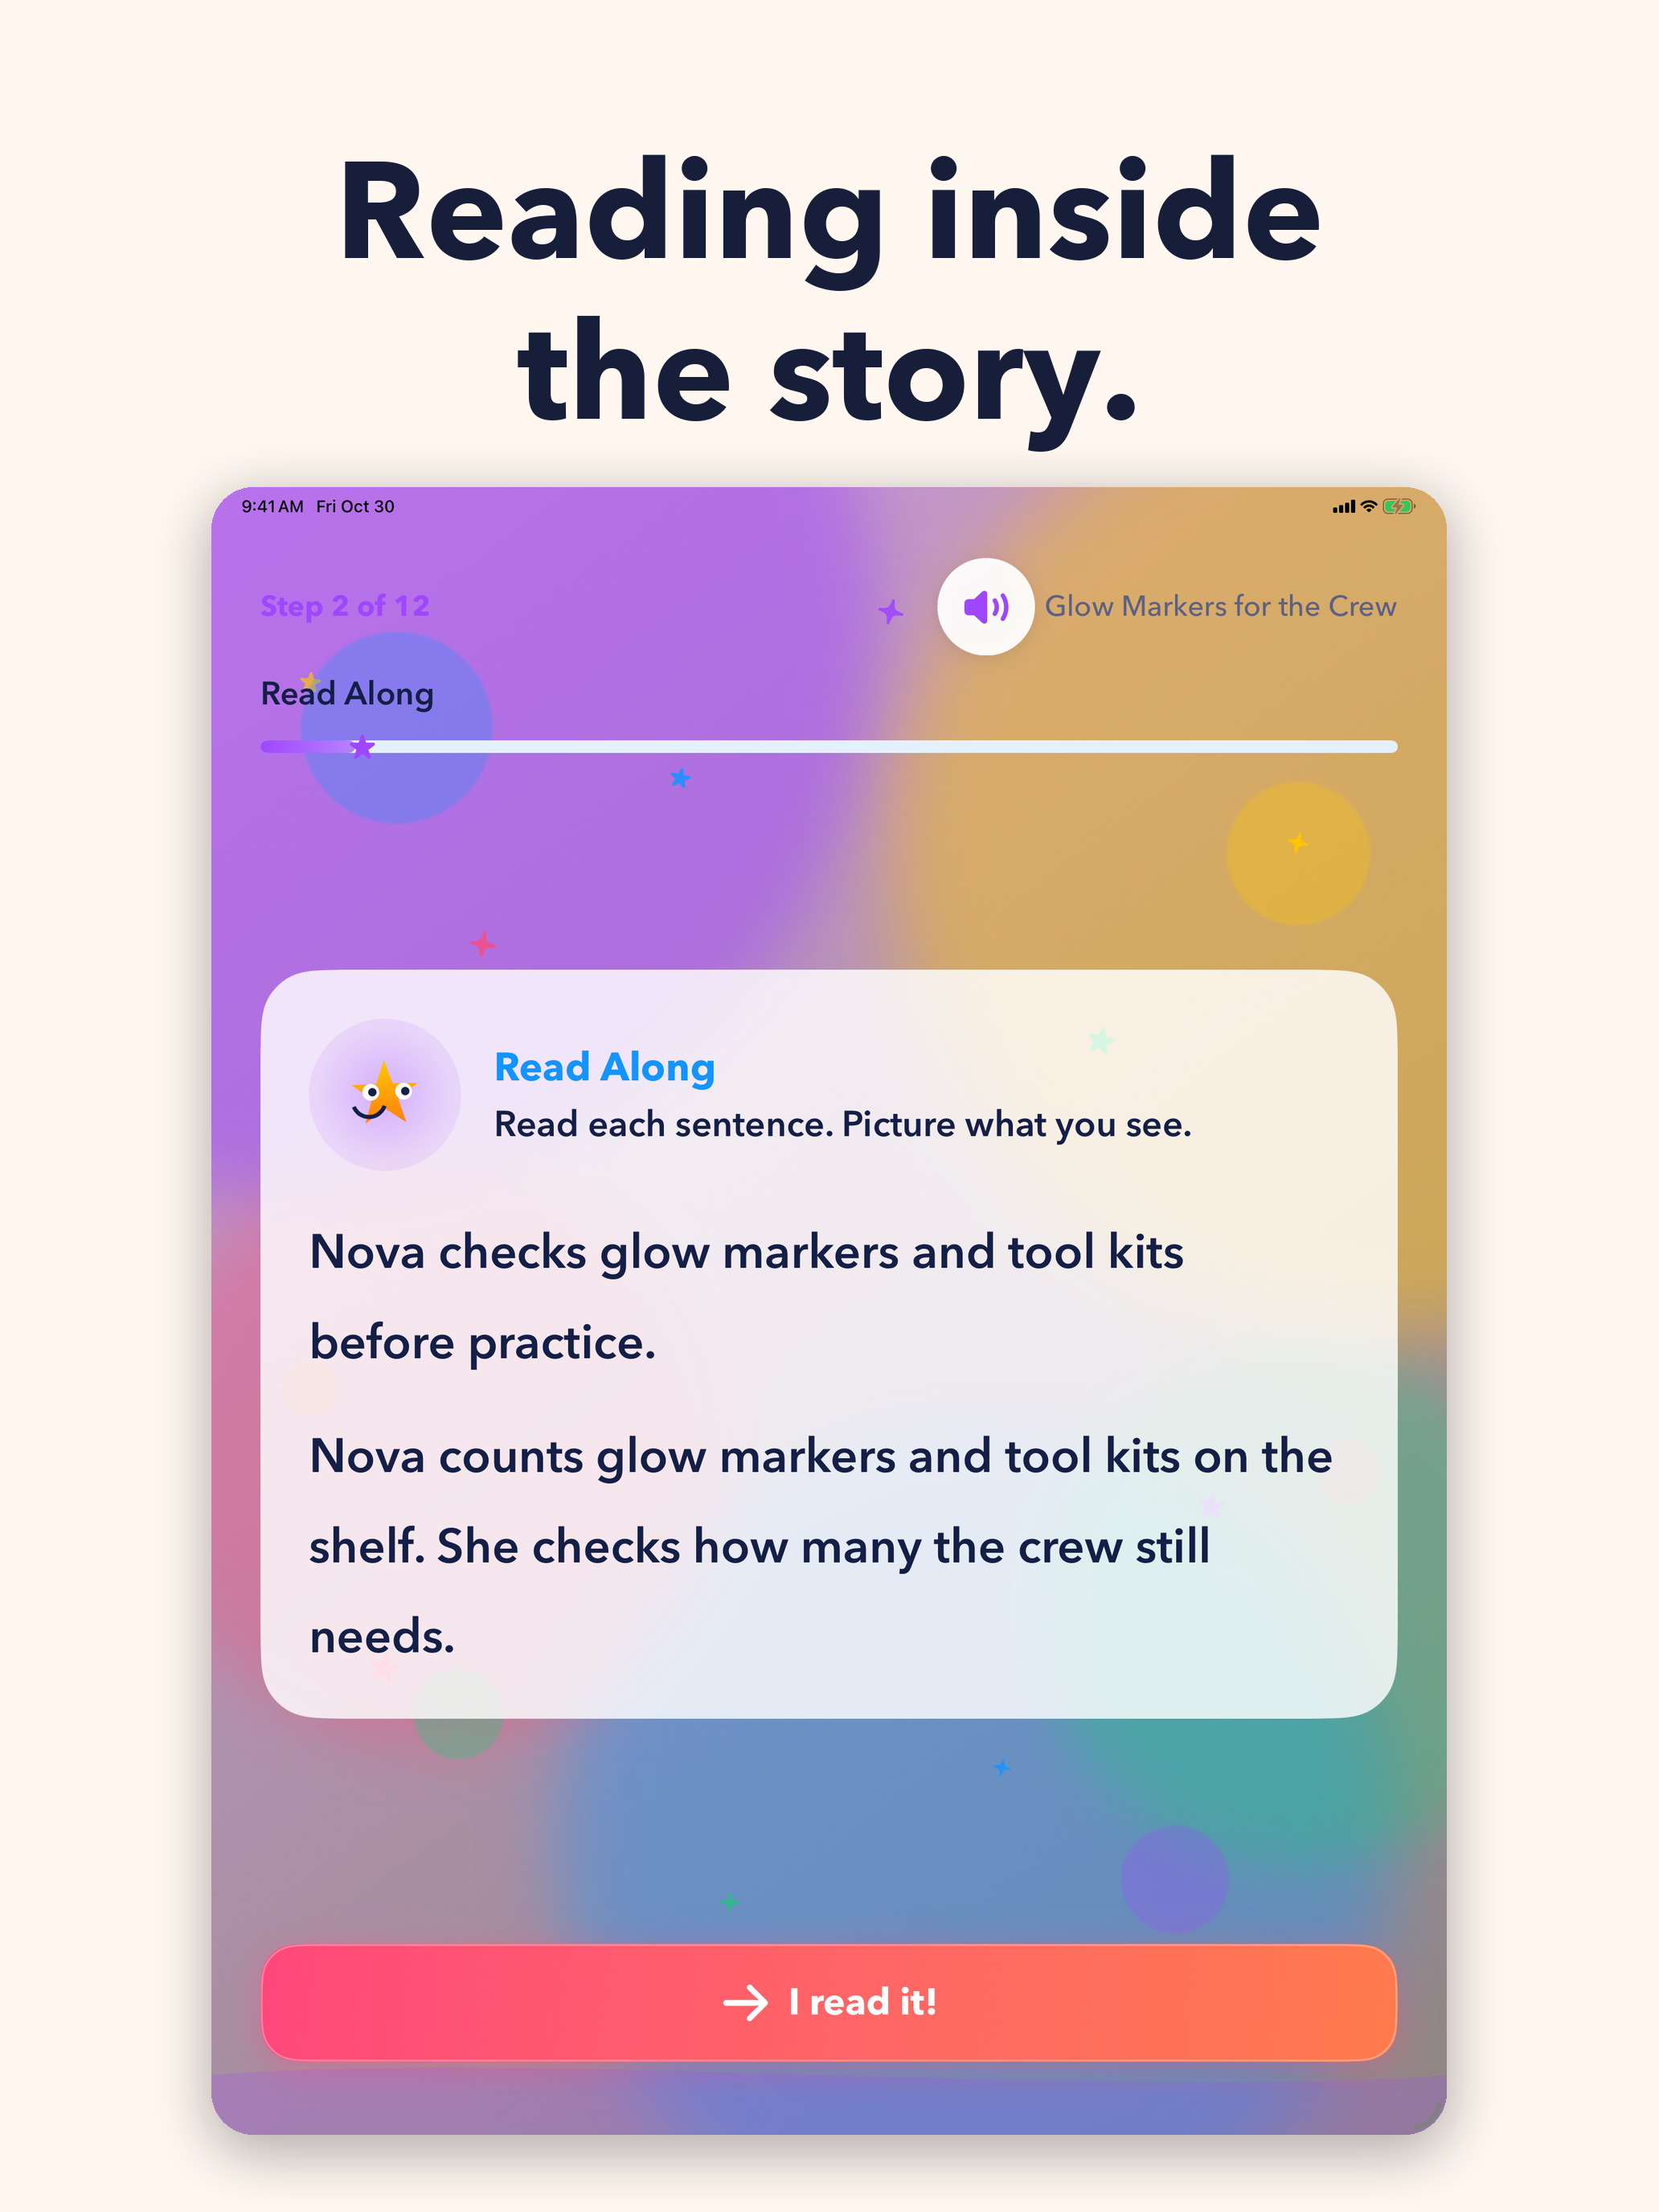 Reading inside
the story.
9:41 AM Fri Oct 30
Step 2 of 12
Glow Markers for the Crew
Read Along
Read Along
Read each sentence. Picture what you see.
Nova checks glow markers and tool kits
before practice.
Nova counts glow markers and tool kits on the
shelf. She checks how many the crew still
needs.
I read it!